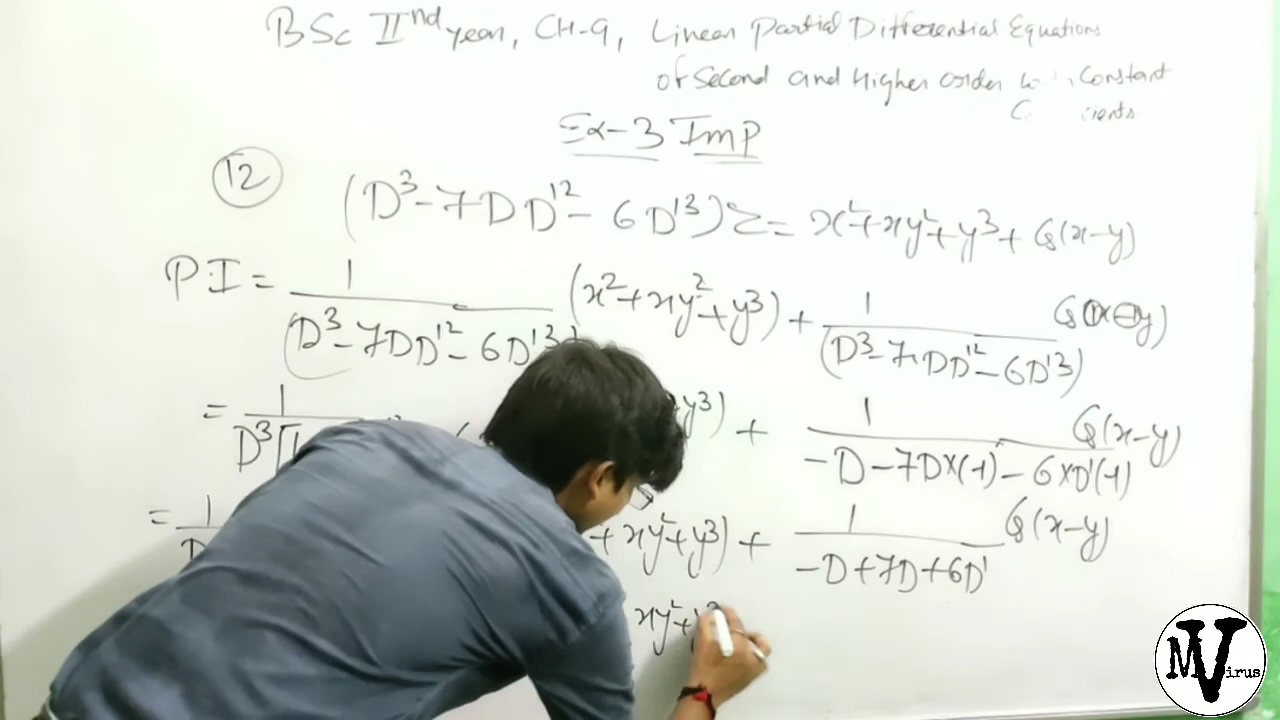 BSc IInd year, CH-9, Linear Partial Differential Equations
of second and Higher order Constant
Ex-3 Imp
12 (D³-7DD'²-6D'³)z = x²+xy²+y³+Cos(x-y)
PI = 1/(D³-7DD'²-6D'³) (x²+xy²+y³) + 1/(D³-7DD'²-6D'³) Cos(x-y)
= 1/D³[1 y³) + 1/-D-7D×(-1)-6×D'(-1) Cos(x-y)
= 1/D + xy²+y³) + 1/-D+7D+6D' Cos(x-y)
xy²+y
MVirus